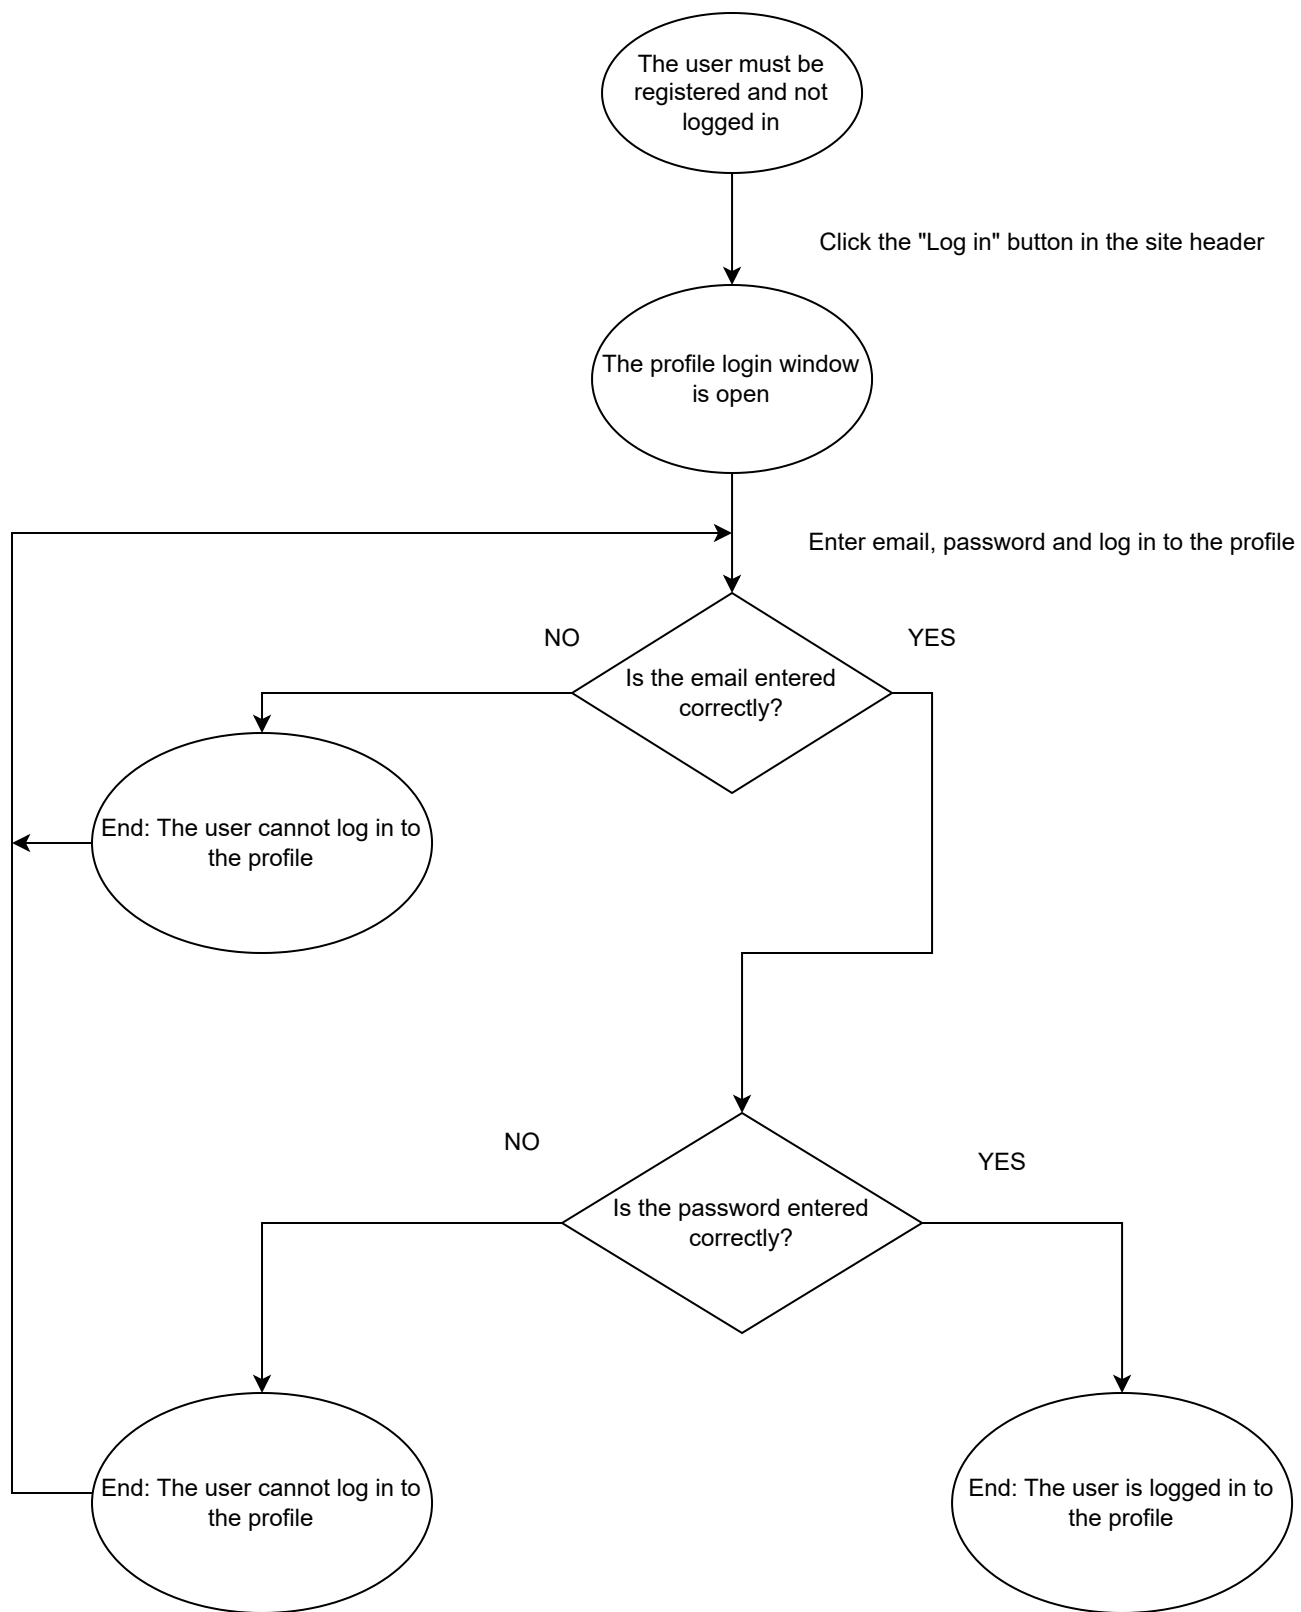 The user must be
registered and not
logged in
Click the "Log in" button in the site header
The profile login window
is open
Enter email, password and log in to the profile
NO
YES
Is the email entered
correctly?
End: The user cannot log in to
the profile
NO
YES
Is the password entered
correctly?
End: The user cannot log in to
the profile
End: The user is logged in to
the profile